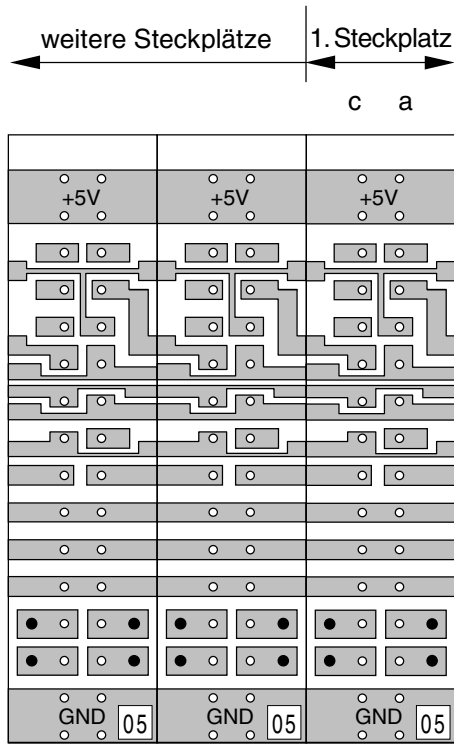 weitere Steckplätze 1. Steckplatz
c a
+5V +5V +5V
GND 05 GND 05 GND 05